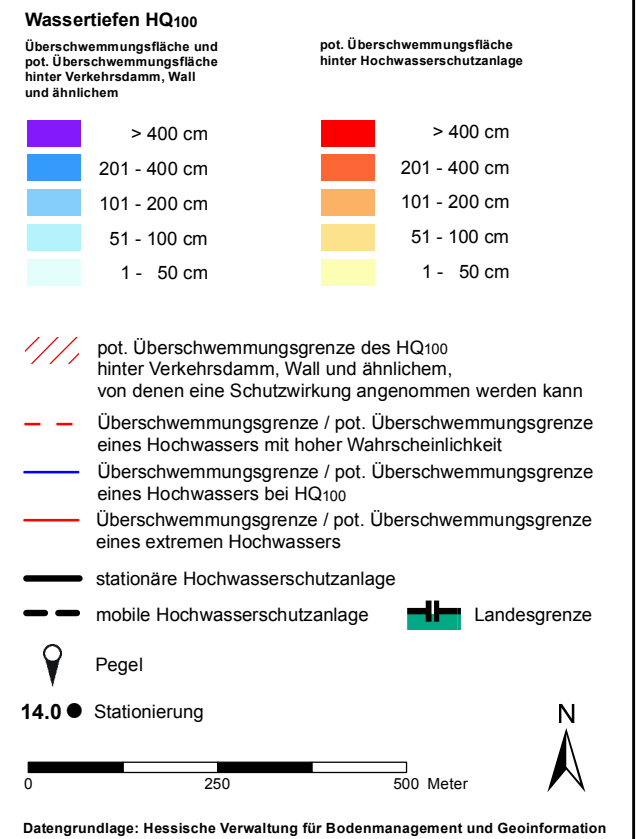 Wassertiefen HQ100
Überschwemmungsfläche und
pot. Überschwemmungsfläche
hinter Verkehrsdamm, Wall
und ähnlichem
> 400 cm
201 - 400 cm
101 - 200 cm
51 - 100 cm
1 - 50 cm
pot. Überschwemmungsfläche
hinter Hochwasserschutzanlage
> 400 cm
201 - 400 cm
101 - 200 cm
51 - 100 cm
1 - 50 cm
pot. Überschwemmungsgrenze des HQ100
hinter Verkehrsdamm, Wall und ähnlichem,
von denen eine Schutzwirkung angenommen werden kann
Überschwemmungsgrenze / pot. Überschwemmungsgrenze
eines Hochwassers mit hoher Wahrscheinlichkeit
Überschwemmungsgrenze / pot. Überschwemmungsgrenze
eines Hochwassers bei HQ100
Überschwemmungsgrenze / pot. Überschwemmungsgrenze
eines extremen Hochwassers
stationäre Hochwasserschutzanlage
mobile Hochwasserschutzanlage
Landesgrenze
Pegel
14.0 Stationierung
N
0 250 500 Meter
Datengrundlage: Hessische Verwaltung für Bodenmanagement und Geoinformation